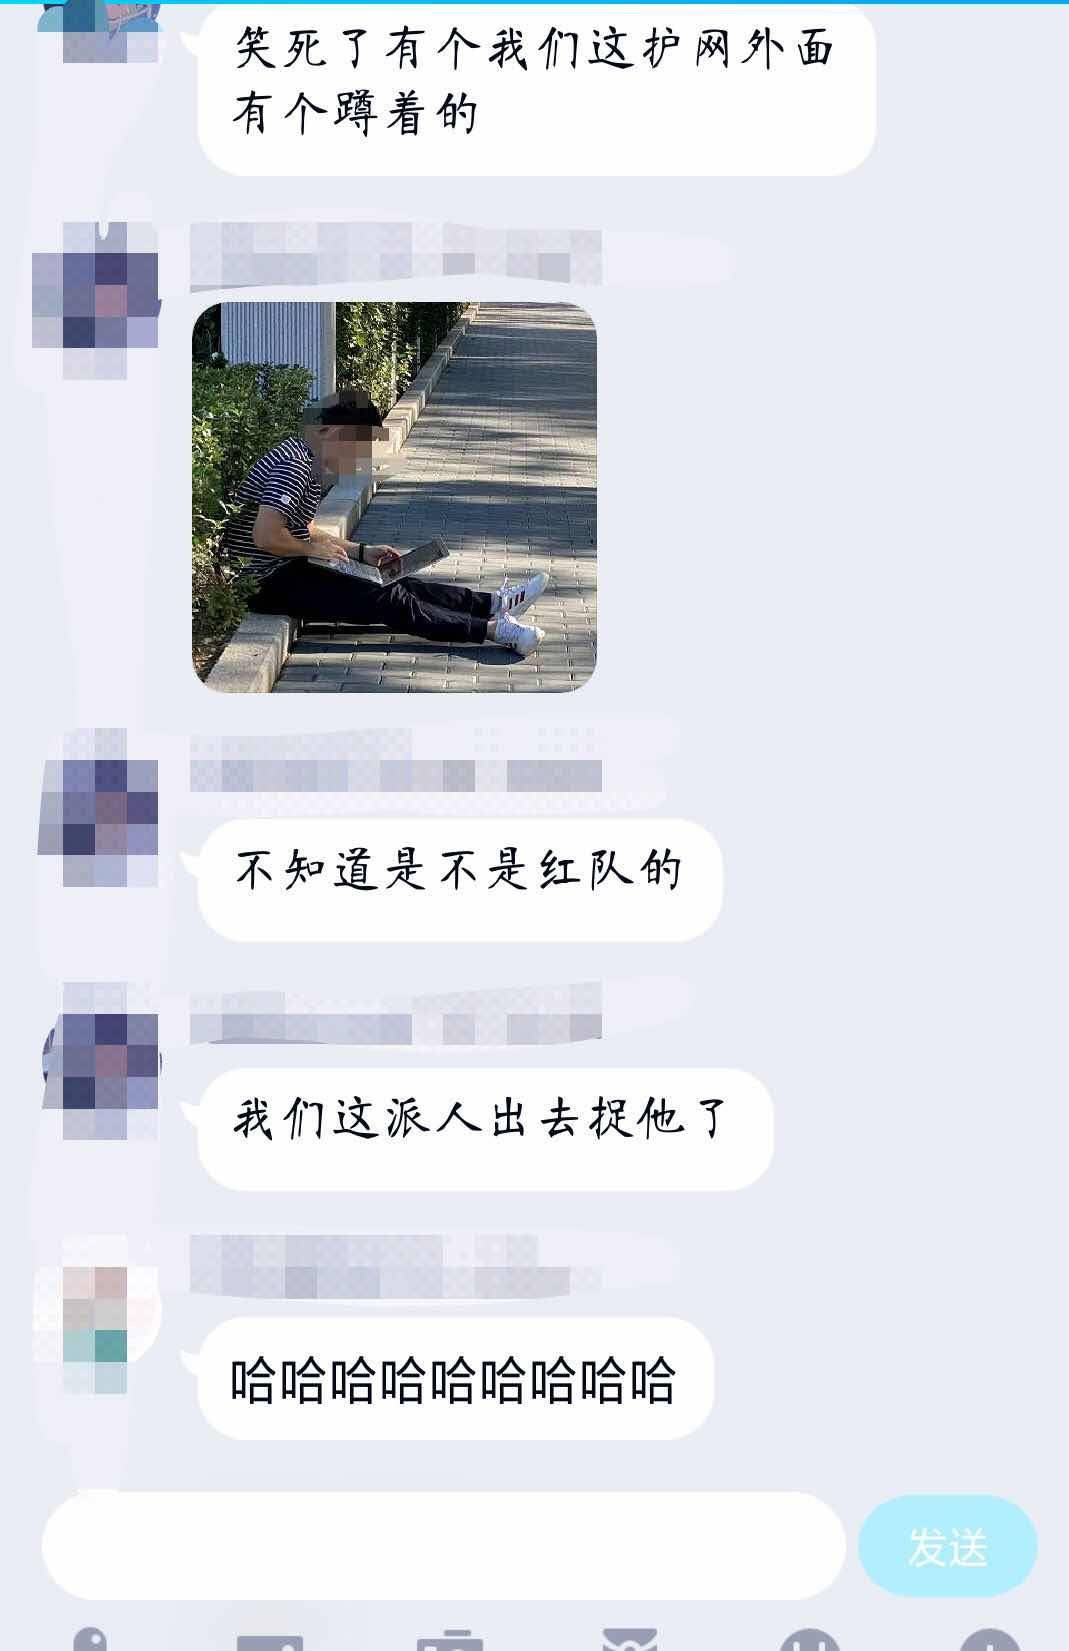 笑死了有个我们这护网外面
有个蹲着的
不知道是不是红队的
我们这派人出去捉他了
哈哈哈哈哈哈哈哈哈
发送